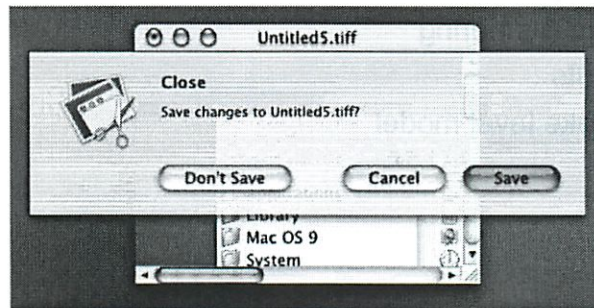 Untitled5.tiff
Close
Save changes to Untitled5.tiff?
Don't Save
Cancel
Save
Library
Mac OS 9
System